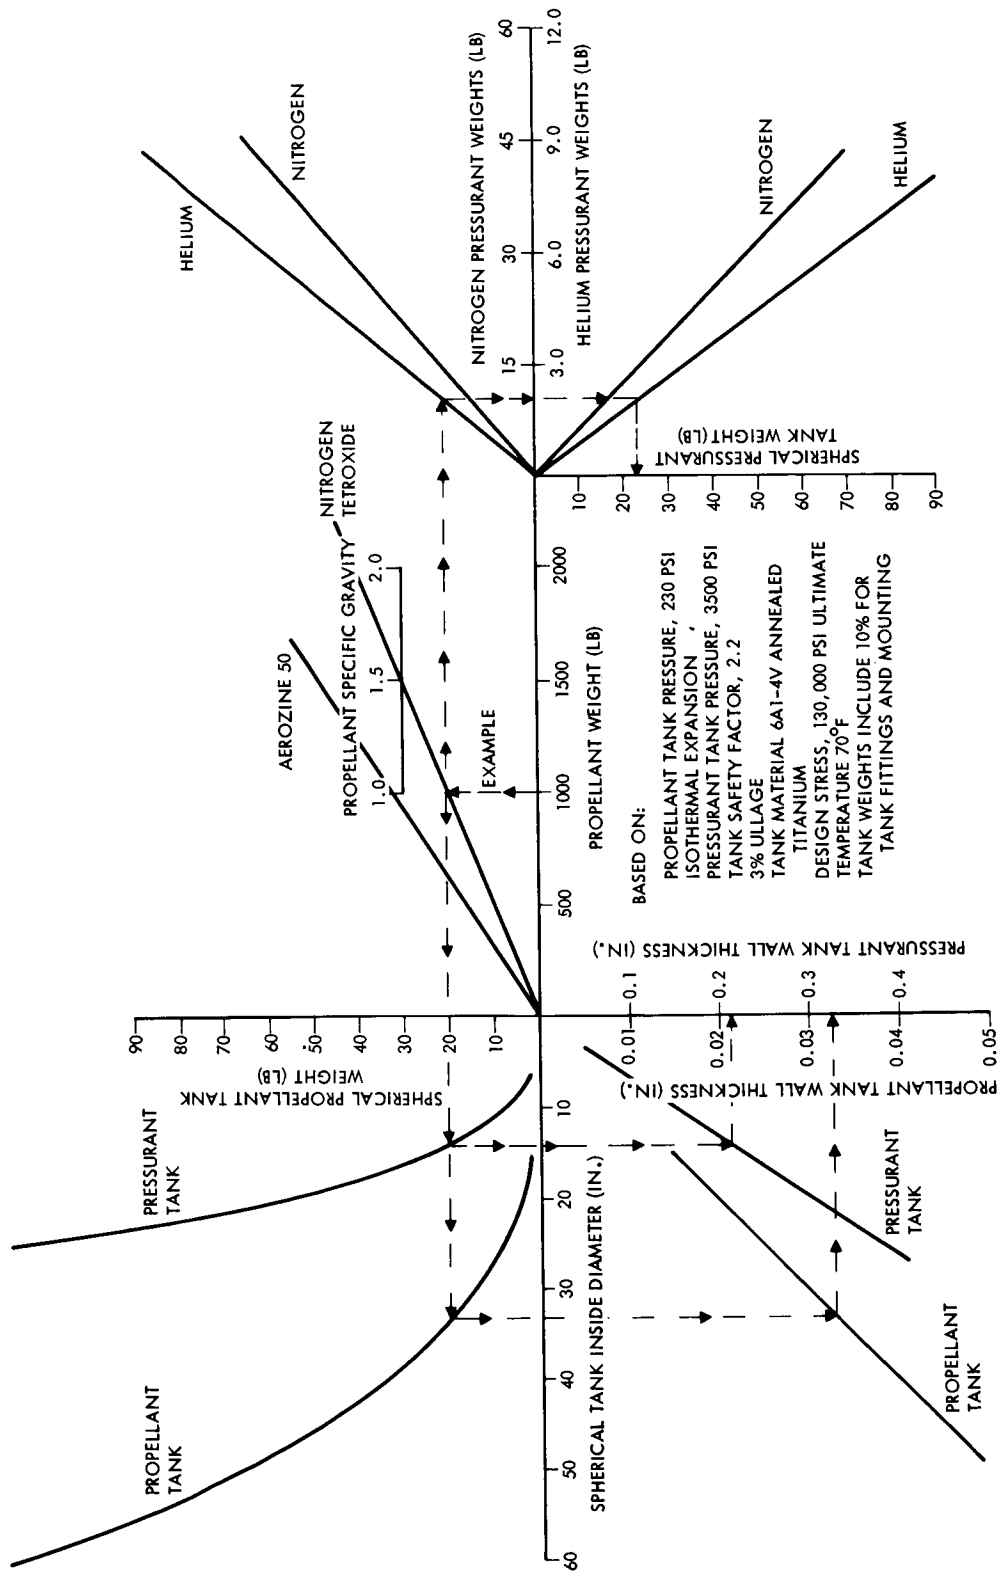 PROPELLANT
TANK
PRESSURANT
TANK
SPHERICAL PROPELLANT TANK
WEIGHT (LB)
90
80
70
60
50
40
30
20
10
AEROZINE 50
PROPELLANT SPECIFIC GRAVITY
1.0
1.5
2.0
NITROGEN
TETROXIDE
EXAMPLE
HELIUM
NITROGEN
NITROGEN PRESSURANT WEIGHTS (LB)
15
30
45
60
3.0
6.0
9.0
12.0
HELIUM PRESSURANT WEIGHTS (LB)
60
50
40
30
20
10
SPHERICAL TANK INSIDE DIAMETER (IN.)
500
1000
1500
2000
PROPELLANT WEIGHT (LB)
PROPELLANT
TANK
PRESSURANT
TANK
PROPELLANT TANK WALL THICKNESS (IN.)
0.01
0.02
0.03
0.04
0.05
0.1
0.2
0.3
0.4
PRESSURANT TANK WALL THICKNESS (IN.)
BASED ON:
PROPELLANT TANK PRESSURE, 230 PSI
ISOTHERMAL EXPANSION
PRESSURANT TANK PRESSURE, 3500 PSI
TANK SAFETY FACTOR, 2.2
3% ULLAGE
TANK MATERIAL 6A1-4V ANNEALED
TITANIUM
DESIGN STRESS, 130,000 PSI ULTIMATE
TEMPERATURE 70°F
TANK WEIGHTS INCLUDE 10% FOR
TANK FITTINGS AND MOUNTING
10
20
30
40
50
60
70
80
90
SPHERICAL PRESSURANT
TANK WEIGHT (LB)
NITROGEN
HELIUM